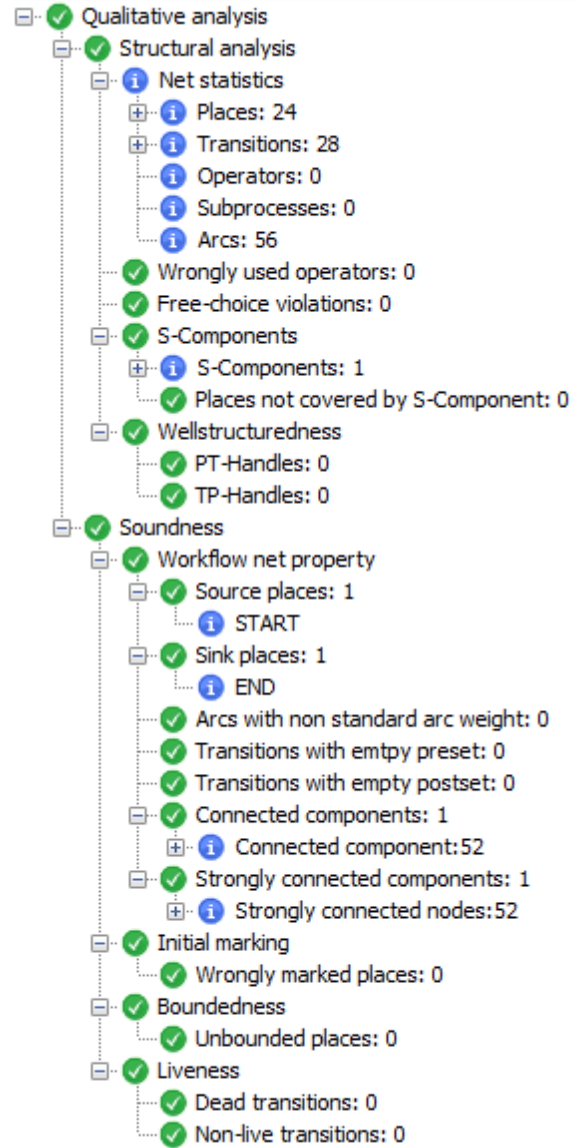 Qualitative analysis
Structural analysis
Net statistics
Places: 24
Transitions: 28
Operators: 0
Subprocesses: 0
Arcs: 56
Wrongly used operators: 0
Free-choice violations: 0
S-Components
S-Components: 1
Places not covered by S-Component: 0
Wellstructuredness
PT-Handles: 0
TP-Handles: 0
Soundness
Workflow net property
Source places: 1
START
Sink places: 1
END
Arcs with non standard arc weight: 0
Transitions with emtpy preset: 0
Transitions with empty postset: 0
Connected components: 1
Connected component:52
Strongly connected components: 1
Strongly connected nodes:52
Initial marking
Wrongly marked places: 0
Boundedness
Unbounded places: 0
Liveness
Dead transitions: 0
Non-live transitions: 0